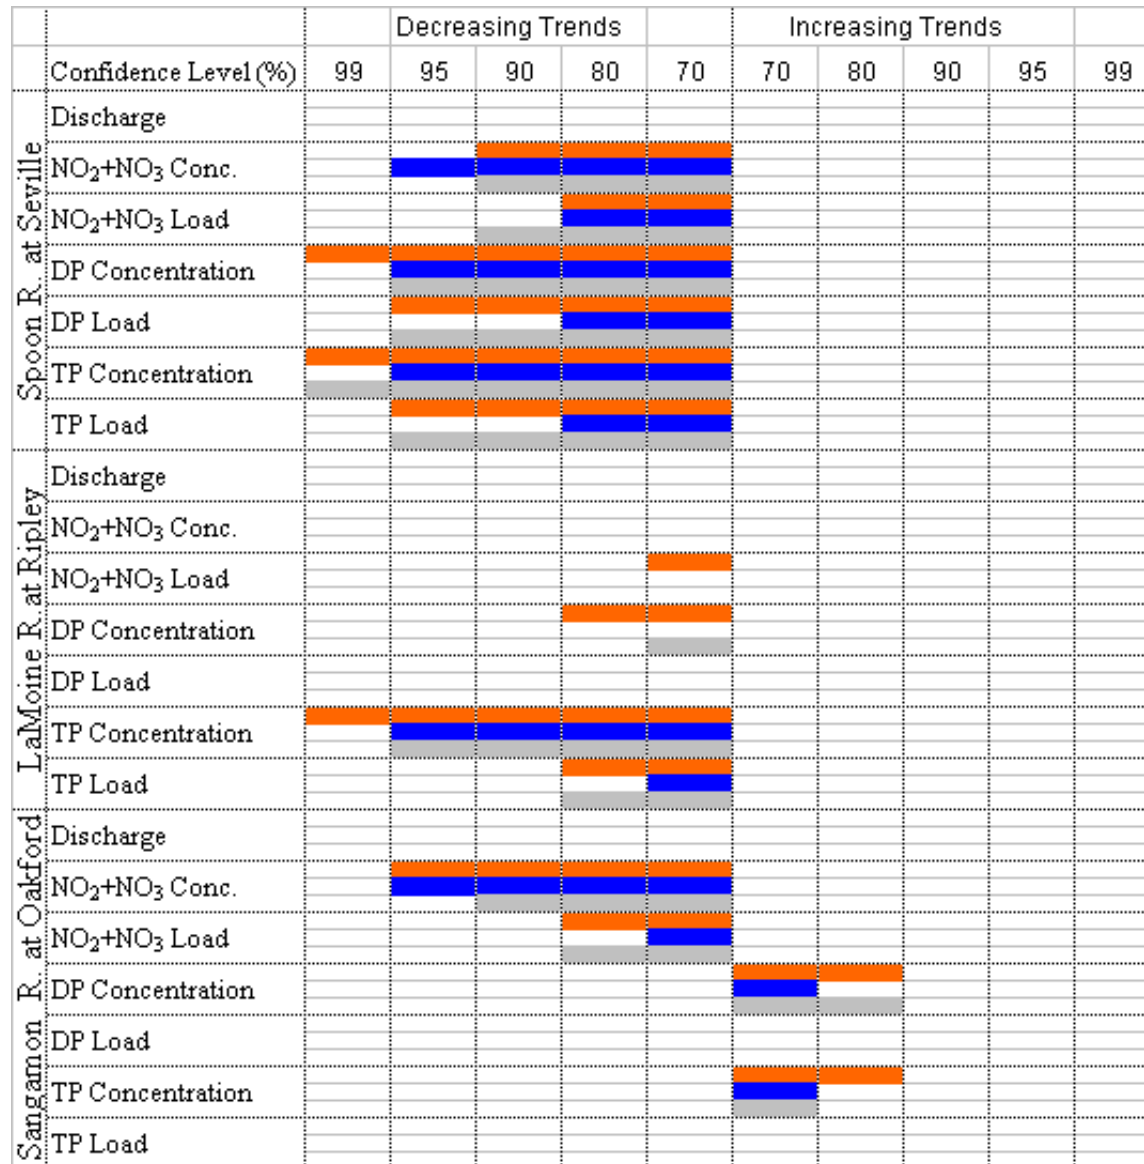 Decreasing Trends Increasing Trends
Confidence Level (%) 99 95 90 80 70 70 80 90 95 99
Spoon R. at Seville
Discharge
NO₂+NO₃ Conc.
NO₂+NO₃ Load
DP Concentration
DP Load
TP Concentration
TP Load
LaMoine R. at Ripley
Discharge
NO₂+NO₃ Conc.
NO₂+NO₃ Load
DP Concentration
DP Load
TP Concentration
TP Load
Sangamon R. at Oakford
Discharge
NO₂+NO₃ Conc.
NO₂+NO₃ Load
DP Concentration
DP Load
TP Concentration
TP Load